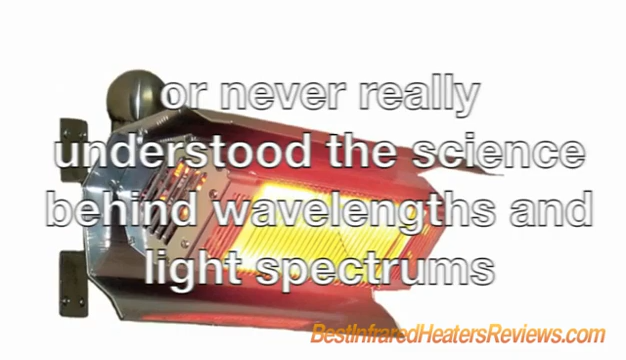 or never really
understood the science
behind wavelengths and
light spectrums
BestInfraredHeatersReviews.com